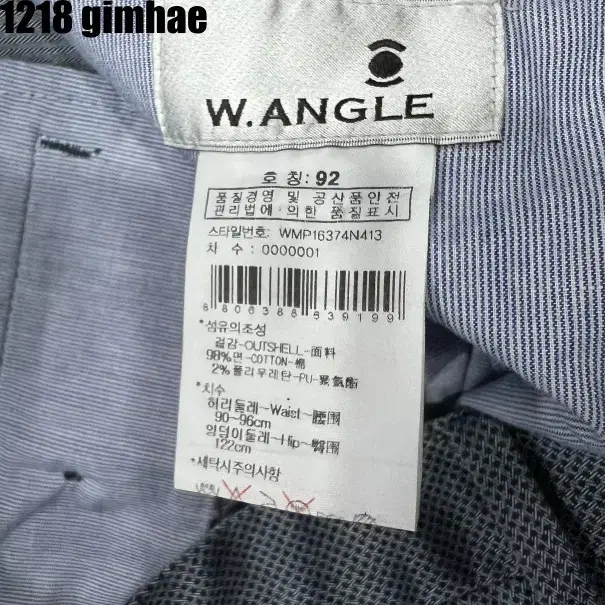 1218 gimhae
W.ANGLE
호 칭: 92
품질경영 및 공산품안전
관리법에 의한 품질표시
스타일번호: WMP16374N413
차 수: 0000001
8 806388 839199
*섬유의조성
겉감-OUTSHELL-面料
98%면-COTTON-棉
2%폴리우레탄-PU-聚氨酯
*치수
허리둘레-Waist-腰围
90~96cm
엉덩이둘레-Hip-臀围
122cm
*세탁시주의사항